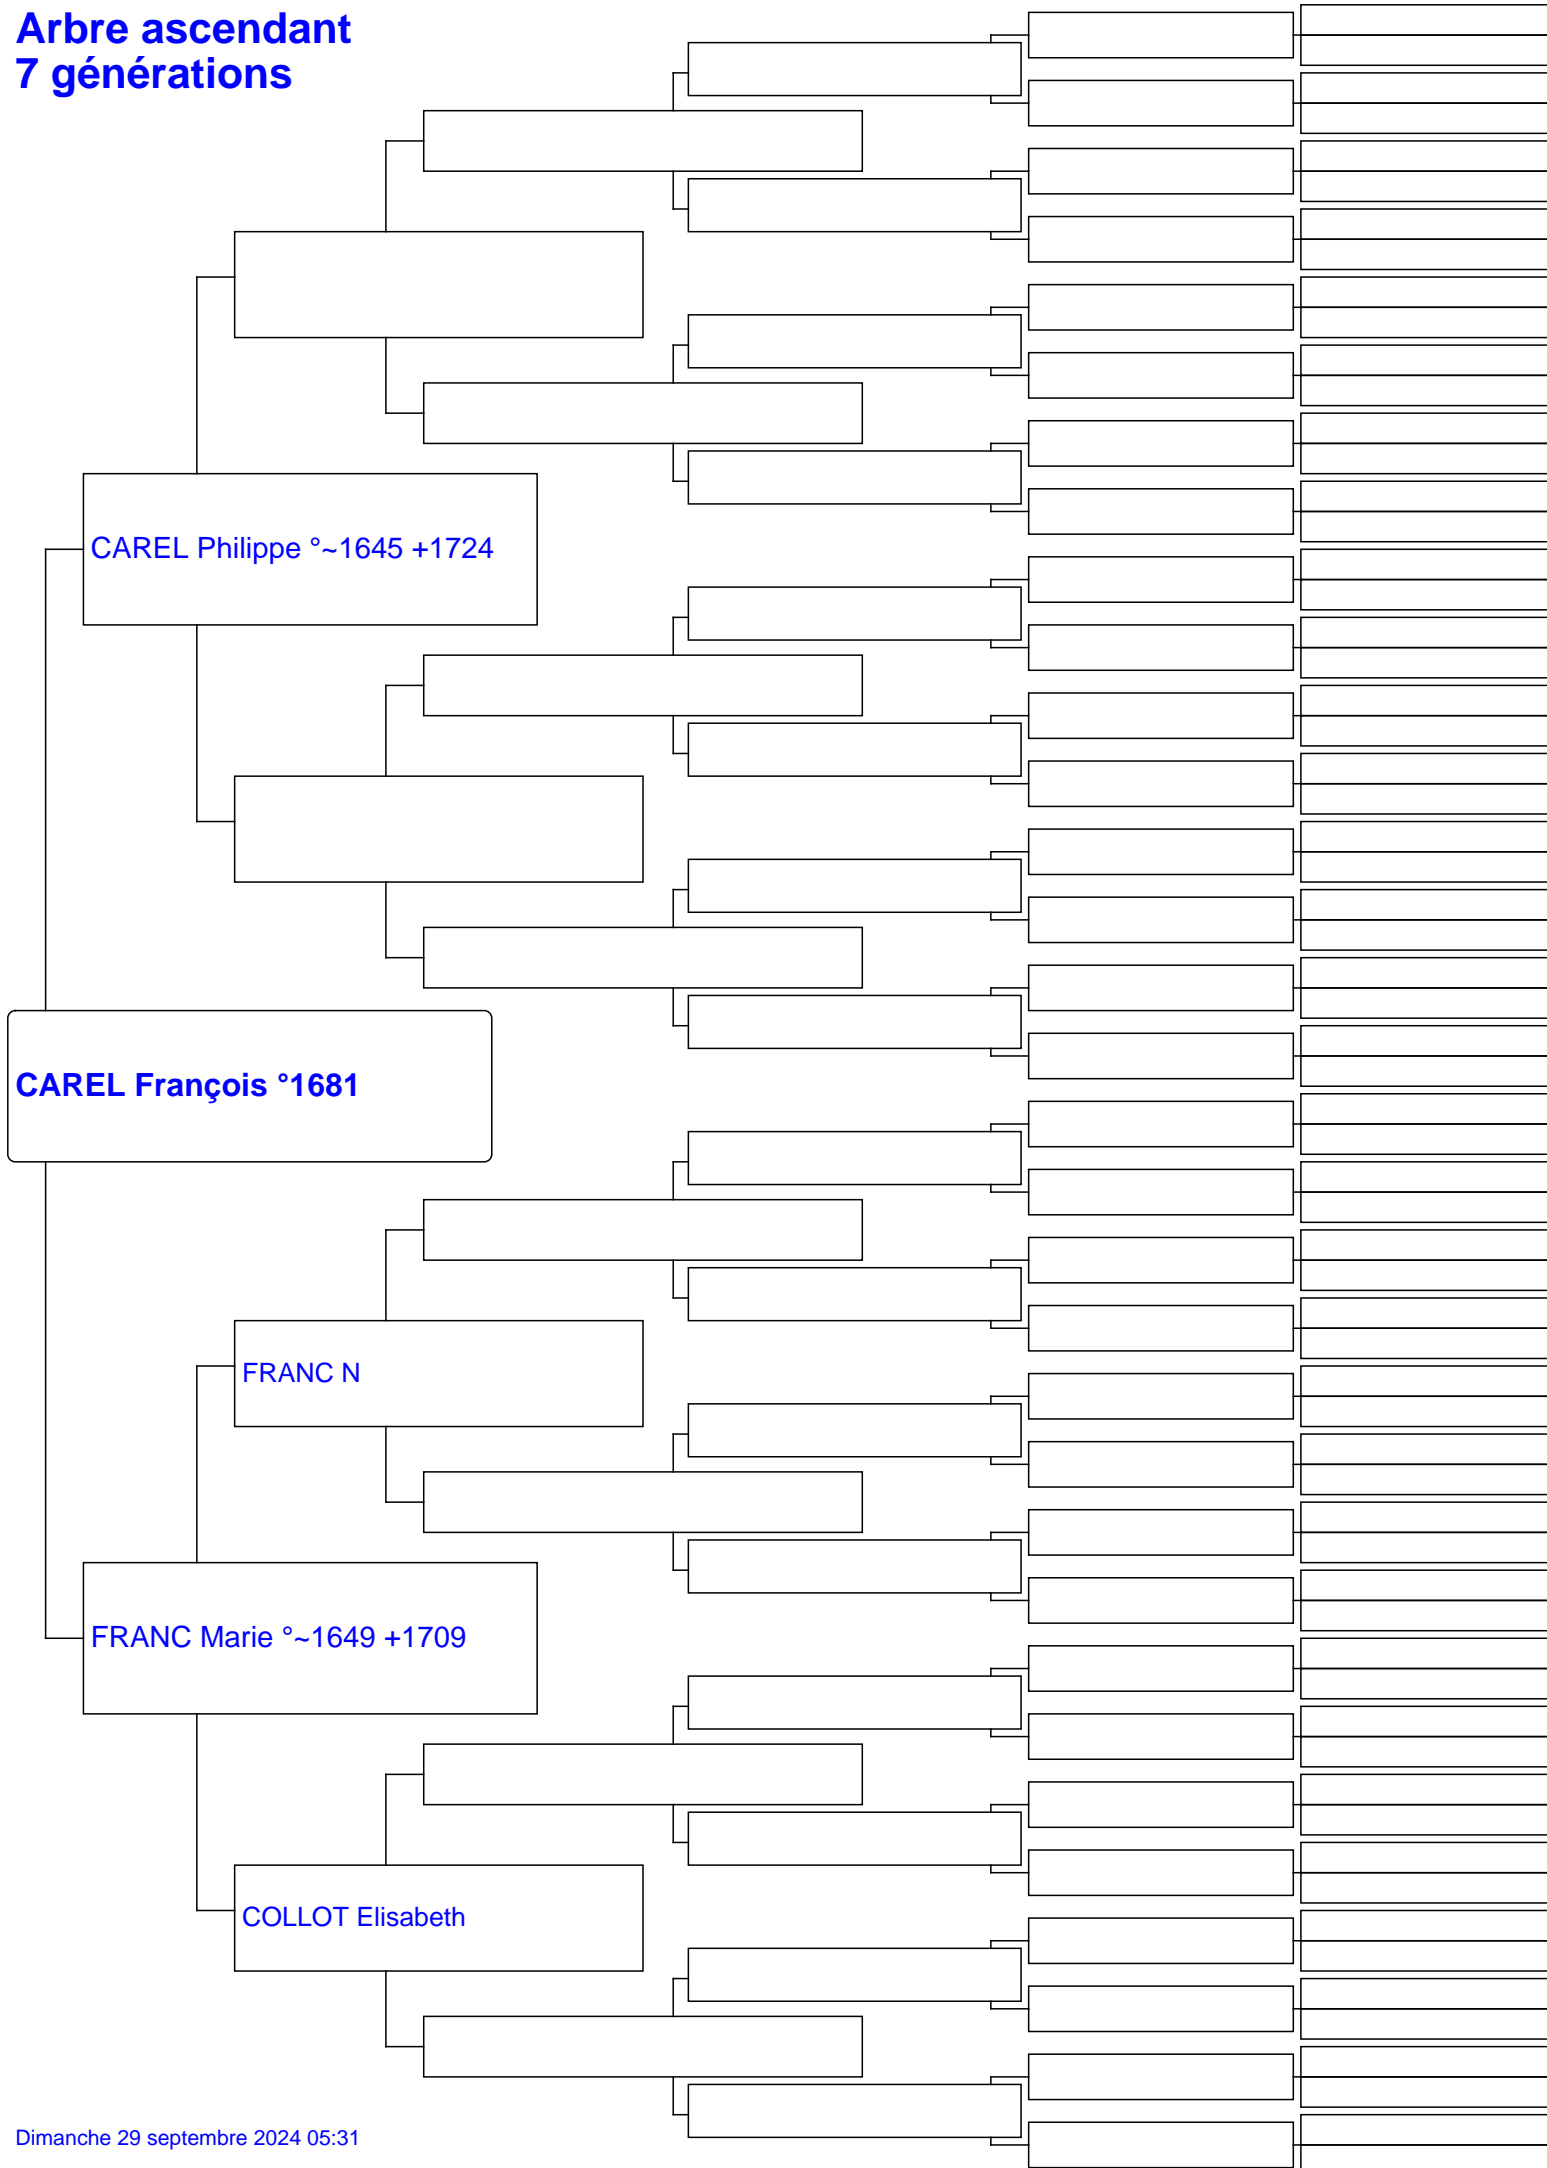 Arbre ascendant
7 générations
CAREL Philippe °~1645 +1724
CAREL François °1681
FRANC N
FRANC Marie °~1649 +1709
COLLOT Elisabeth
Dimanche 29 septembre 2024 05:31